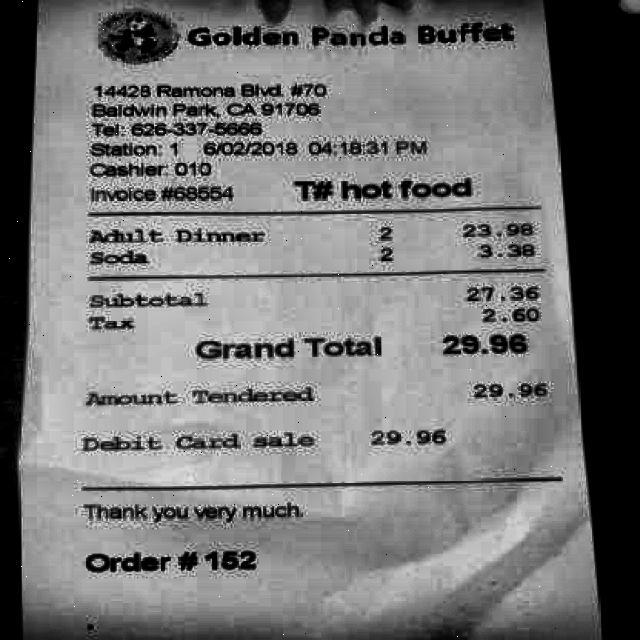 Golden Panda Buffet
14428 Ramona Blvd. #70
Baldwin Park, CA 91706
Tel: 626-337-5666
Station: 1 6/02/2018 04:18:31 PM
Cashier: 010
Invoice #68554 T# hot food
Adult Dinner 2 23.98
Soda 2 3.38
Subtotal 27.36
Tax 2.60
Grand Total 29.96
Amount Tendered 29.96
Debit Card sale 29.96
Thank you very much.
Order # 152